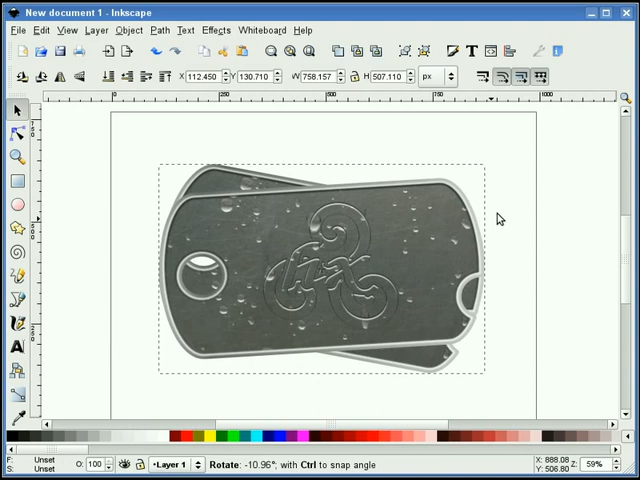 New document 1 - Inkscape
File Edit View Layer Object Path Text Effects Whiteboard Help
X 112.450 Y 130.710 W 758.157 H 507.110 px
0 250 500 750 1000
F: Unset
S: Unset
O: 100
•Layer 1
Rotate: -10.96°; with Ctrl to snap angle
X: 888.08
Y: 506.80
Z: 59%